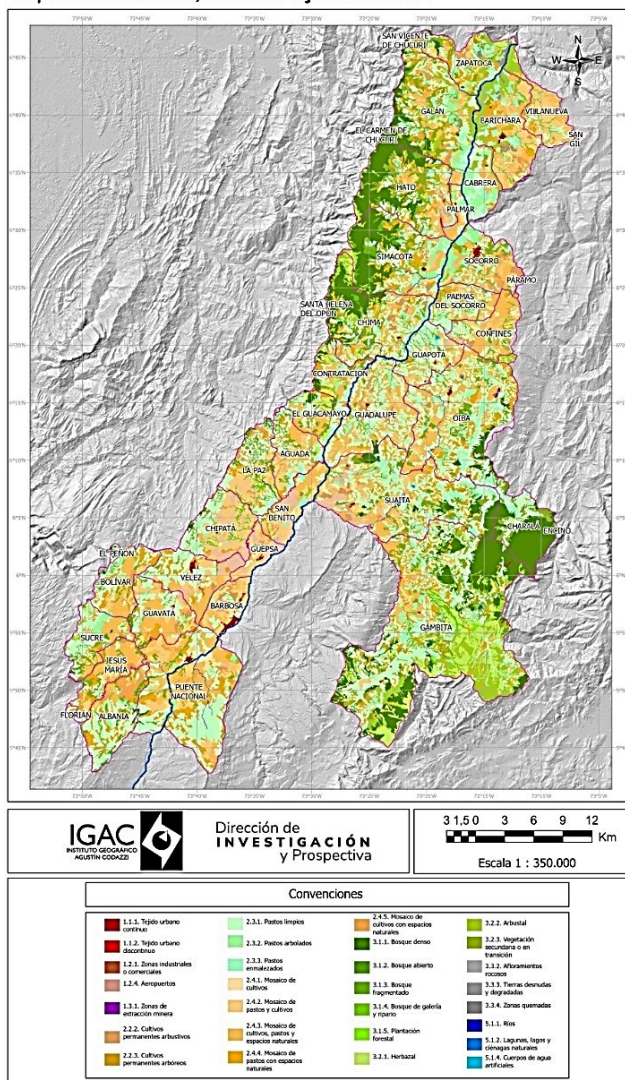 SAN VICENTE
DE CHUCURÍ
ZAPATOCA
N
W E
S
GALÁN
BARICHARA
VILLANUEVA
EL CARMEN DE
CHUCURÍ
SAN
GIL
HATO
CABRERA
PALMAR
SIMACOTA
SOCORRO
PÁRAMO
SANTA HELENA
DEL OPÓN
PALMAS
DEL SOCORRO
CHIMA
CONFINES
GUAPOTÁ
CONTRATACIÓN
EL GUACAMAYO
GUADALUPE
OIBA
AGUADA
LA PAZ
SUAITA
SAN
BENITO
CHIPATÁ
CHARALÁ
ENCINO
GÜEPSA
EL PEÑÓN
VÉLEZ
BOLÍVAR
GUAVATÁ
BARBOSA
SUCRE
GÁMBITA
JESÚS
MARÍA
PUENTE
NACIONAL
FLORIÁN
ALBANIA
IGAC
INSTITUTO GEOGRÁFICO
AGUSTÍN CODAZZI
Dirección de
INVESTIGACIÓN
y Prospectiva
3 1,5 0 3 6 9 12
Km
Escala 1 : 350.000
Convenciones
1.1.1. Tejido urbano
continuo
1.1.2. Tejido urbano
discontinuo
1.2.1. Zonas industriales
o comerciales
1.2.4. Aeropuertos
1.3.1. Zonas de
extracción minera
2.2.2. Cultivos
permanentes arbustivos
2.2.3. Cultivos
permanentes arbóreos
2.3.1. Pastos limpios
2.3.2. Pastos arbolados
2.3.3. Pastos
enmalezados
2.4.1. Mosaico de
cultivos
2.4.2. Mosaico de
pastos y cultivos
2.4.3. Mosaico de
cultivos, pastos y
espacios naturales
2.4.4. Mosaico de
pastos con espacios
naturales
2.4.5. Mosaico de
cultivos con espacios
naturales
3.1.1. Bosque denso
3.1.2. Bosque abierto
3.1.3. Bosque
fragmentado
3.1.4. Bosque de galería
y ripario
3.1.5. Plantación
forestal
3.2.1. Herbazal
3.2.2. Arbustal
3.2.3. Vegetación
secundaria o en
transición
3.3.2. Afloramientos
rocosos
3.3.3. Tierras desnudas
y degradadas
3.3.4. Zonas quemadas
5.1.1. Ríos
5.1.2. Lagunas, lagos y
ciénagas naturales
5.1.4. Cuerpos de agua
artificiales